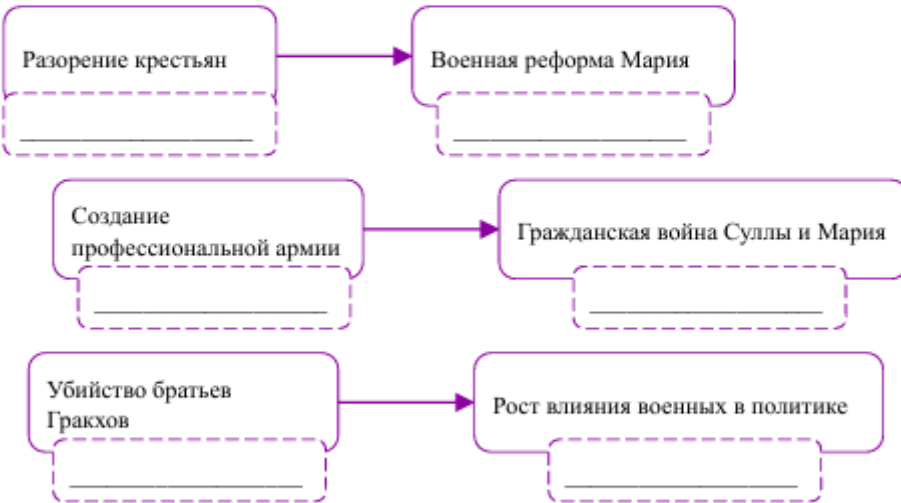 Разорение крестьян
Военная реформа Мария
Создание
профессиональной армии
Гражданская война Суллы и Мария
Убийство братьев
Гракхов
Рост влияния военных в политике